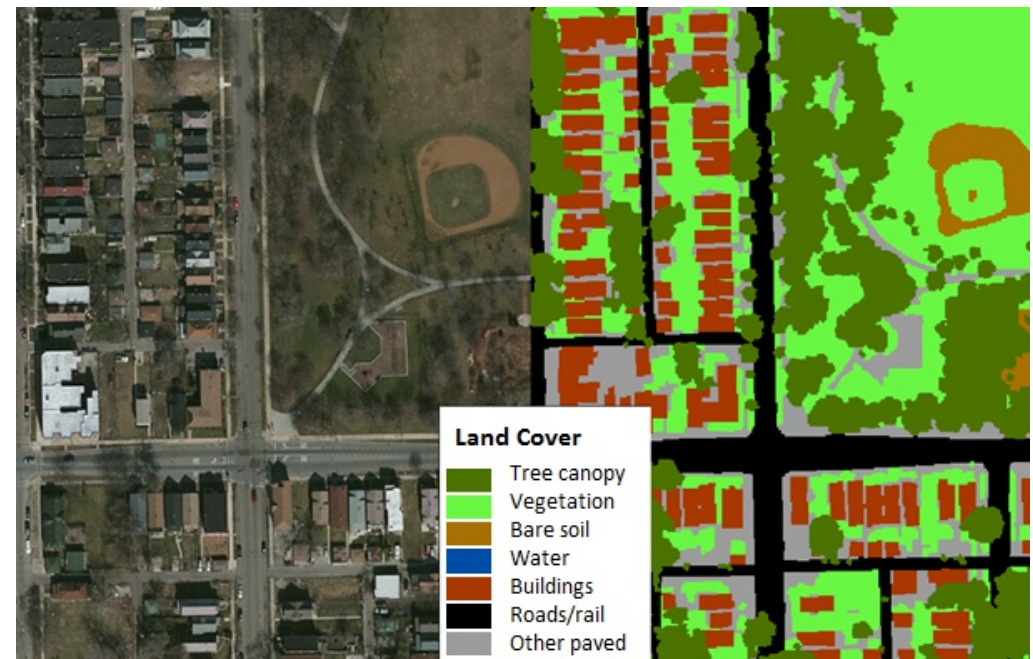 Land Cover
Tree canopy
Vegetation
Bare soil
Water
Buildings
Roads/rail
Other paved